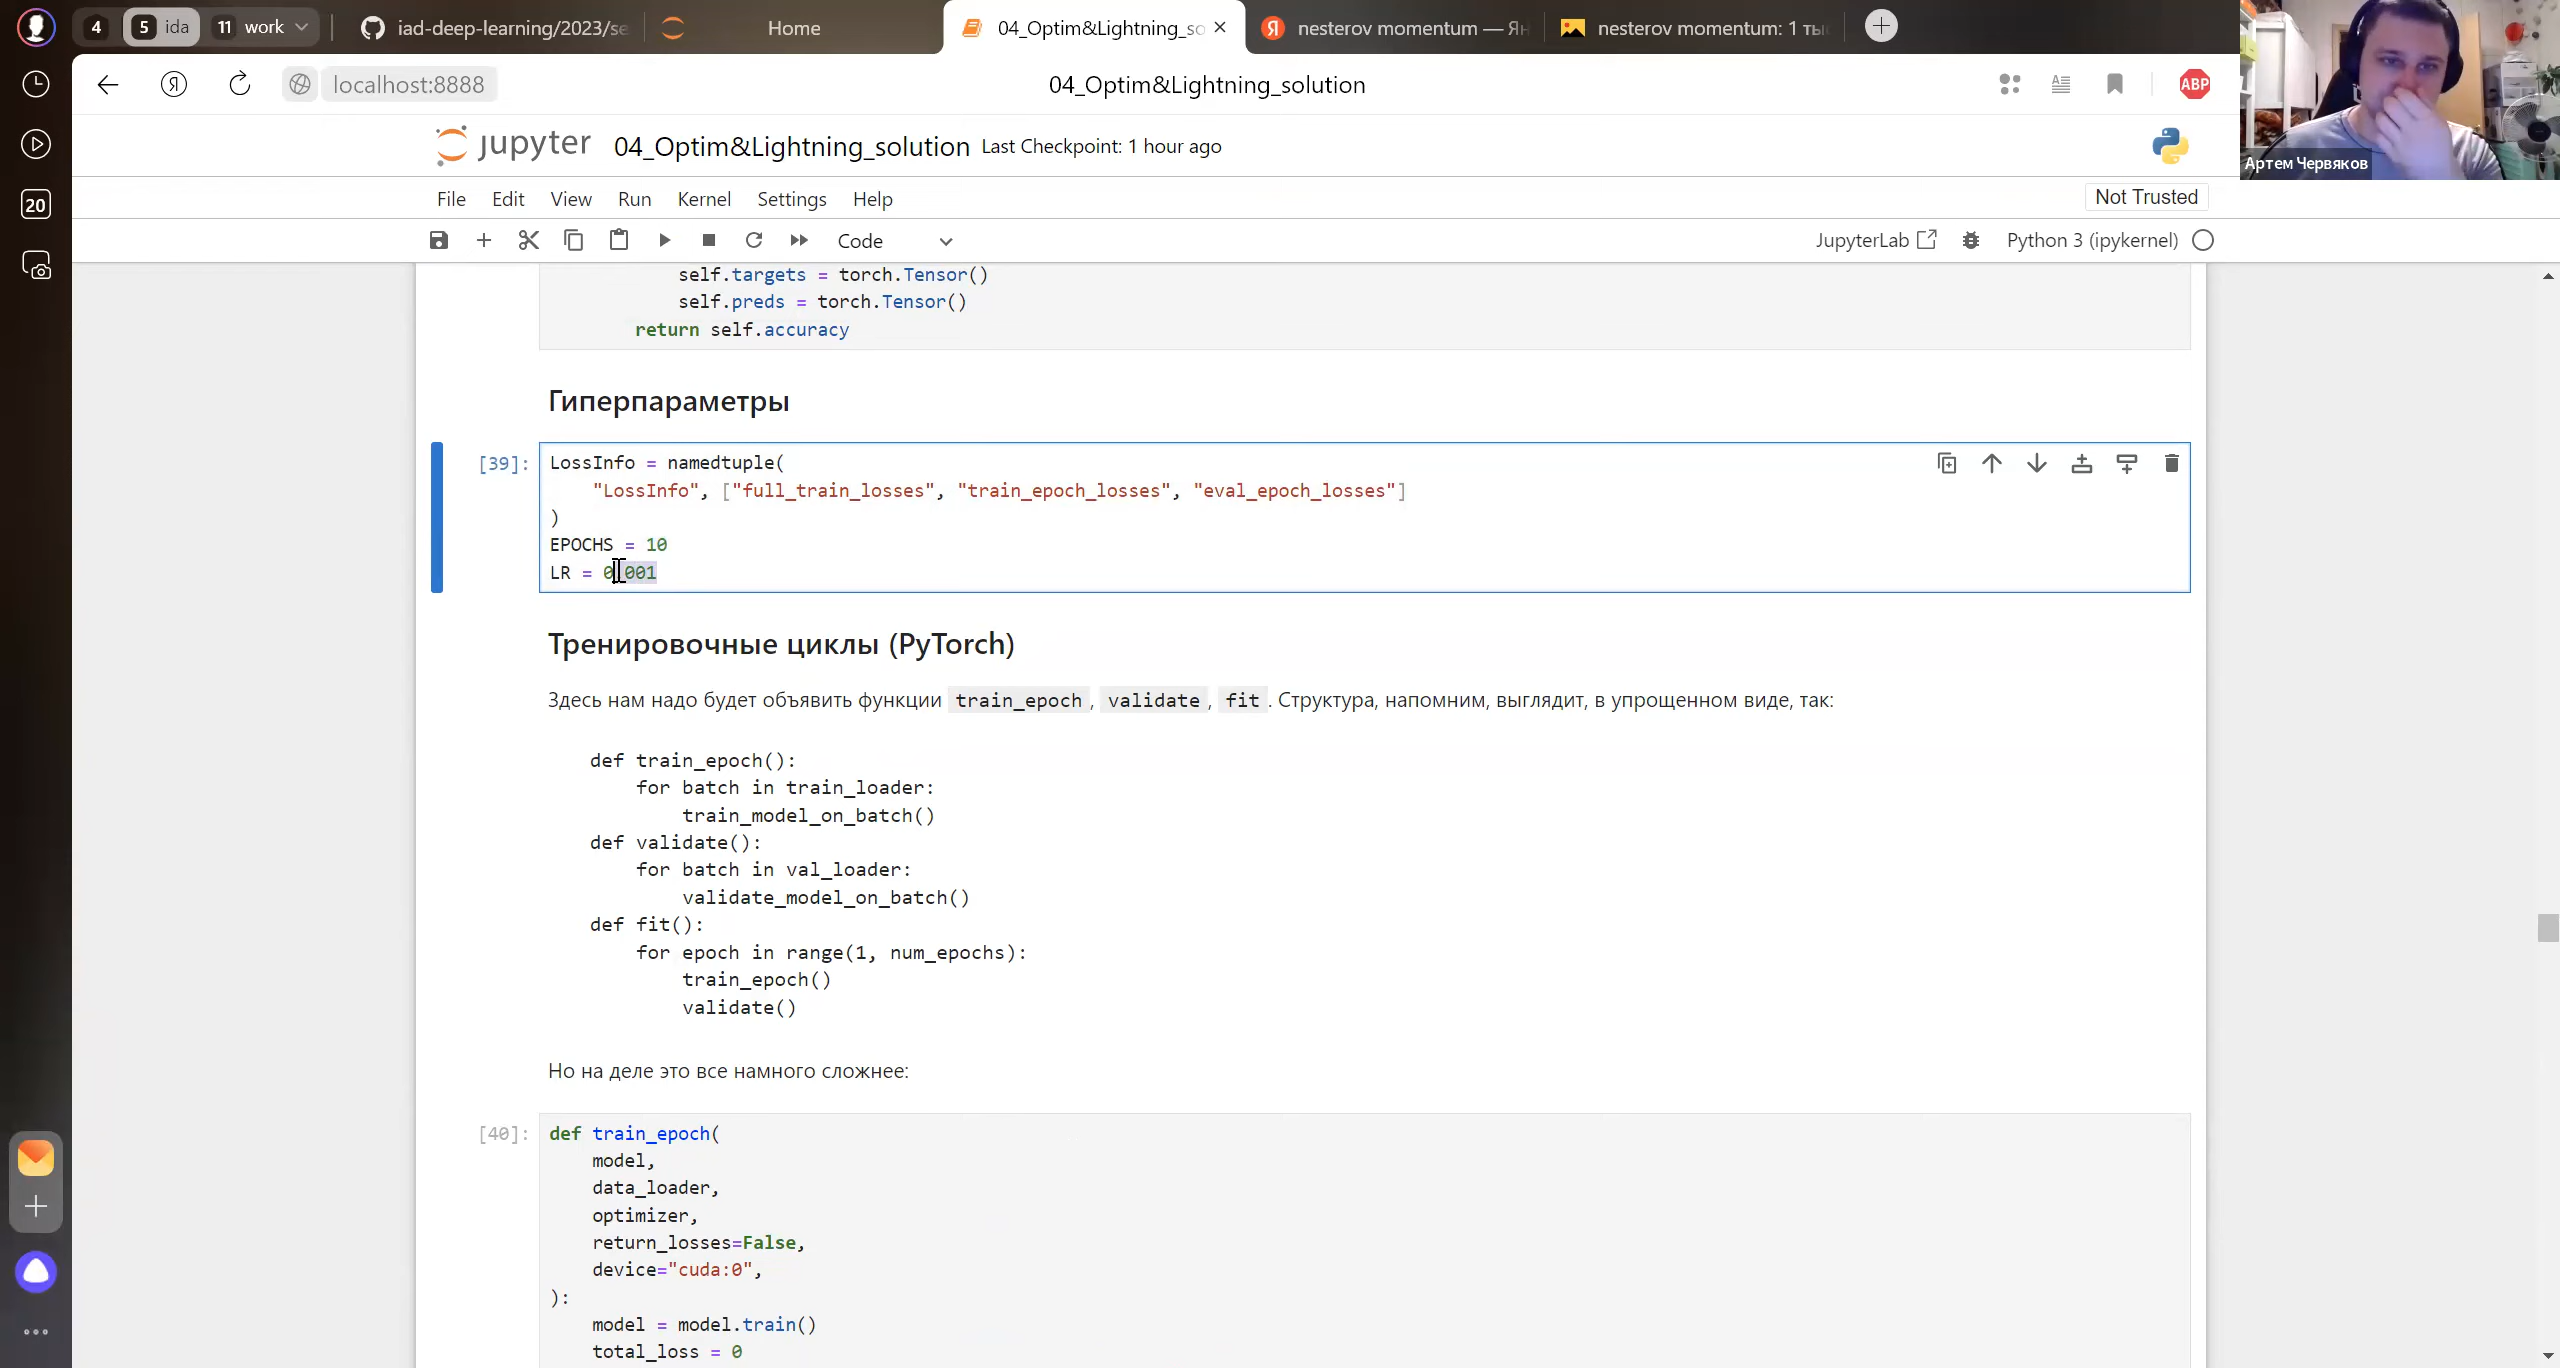 4
5 ida
11 work
iad-deep-learning/2023/se
Home
04_Optim&Lightning_so
nesterov momentum — Ян
nesterov momentum: 1 ты
localhost:8888
04_Optim&Lightning_solution
ABP
20
Артем Червяков
jupyter 04_Optim&Lightning_solution Last Checkpoint: 1 hour ago
File Edit View Run Kernel Settings Help
Not Trusted
Code
JupyterLab
Python 3 (ipykernel)
self.targets = torch.Tensor()
self.preds = torch.Tensor()
return self.accuracy
Гиперпараметры
[39]:
LossInfo = namedtuple(
"LossInfo", ["full_train_losses", "train_epoch_losses", "eval_epoch_losses"]
)
EPOCHS = 10
LR = 0.001
Тренировочные циклы (PyTorch)
Здесь нам надо будет объявить функции train_epoch, validate, fit. Структура, напомним, выглядит, в упрощенном виде, так:
def train_epoch():
for batch in train_loader:
train_model_on_batch()
def validate():
for batch in val_loader:
validate_model_on_batch()
def fit():
for epoch in range(1, num_epochs):
train_epoch()
validate()
Но на деле это все намного сложнее:
[40]:
def train_epoch(
model,
data_loader,
optimizer,
return_losses=False,
device="cuda:0",
):
model = model.train()
total_loss = 0